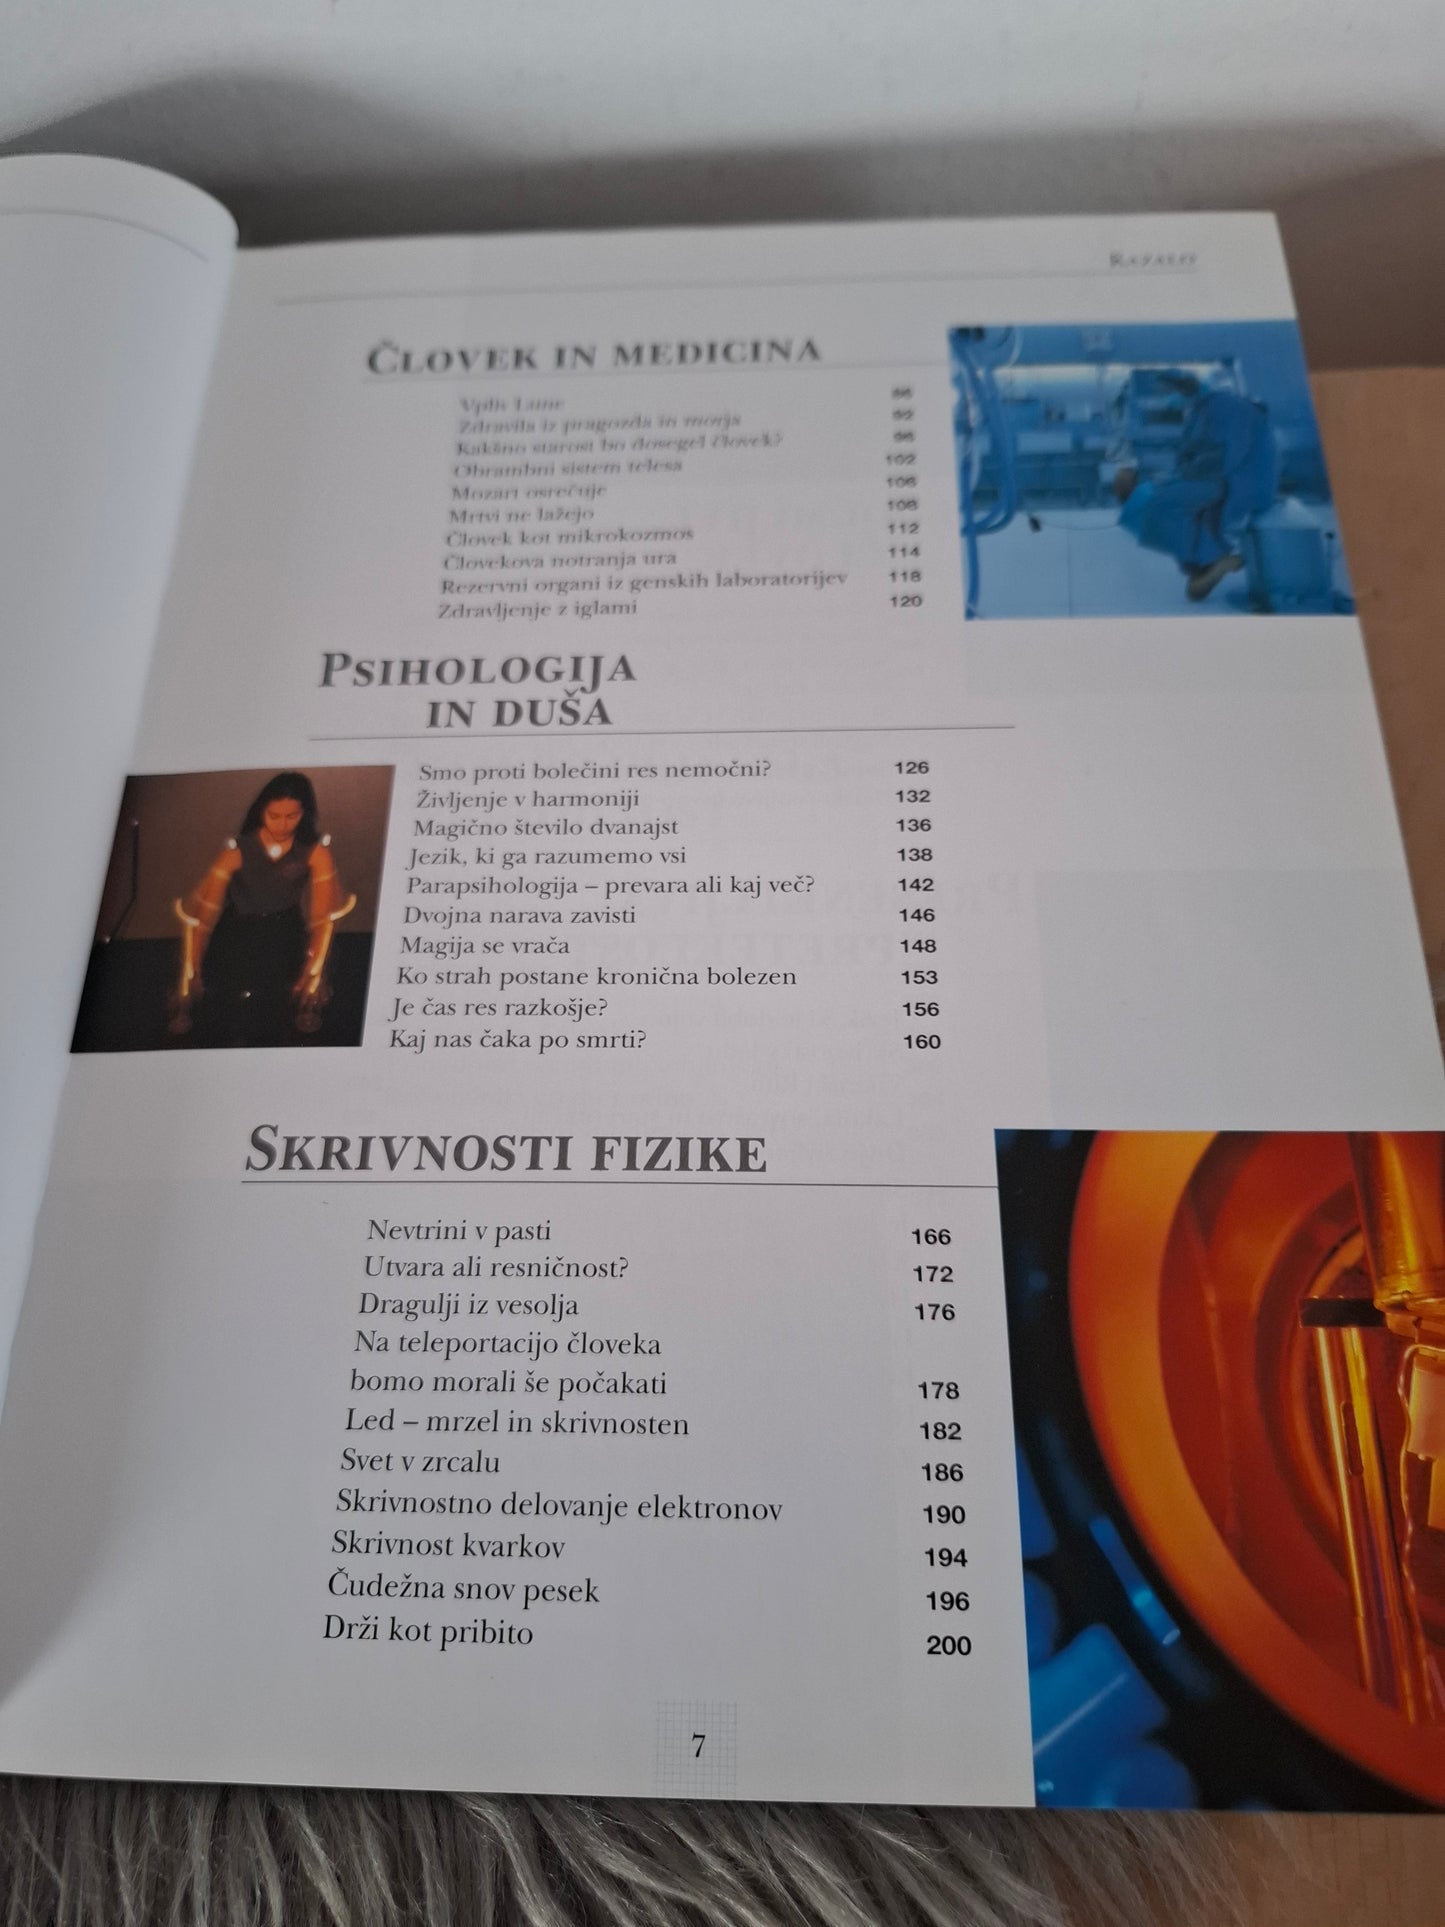 KAZALO
ČLOVEK IN MEDICINA
Vpliv Lune 86
Zdravila iz pragozda in morja 92
Kakšno starost bo dosegel človek? 98
Obrambni sistem telesa 102
Mozart osrečuje 106
Mrtvi ne lažejo 108
Človek kot mikrokozmos 112
Človekova notranja ura 114
Rezervni organi iz genskih laboratorijev 118
Zdravljenje z iglami 120
PSIHOLOGIJA
IN DUŠA
Smo proti bolečini res nemočni? 126
Življenje v harmoniji 132
Magično število dvanajst 136
Jezik, ki ga razumemo vsi 138
Parapsihologija – prevara ali kaj več? 142
Dvojna narava zavisti 146
Magija se vrača 148
Ko strah postane kronična bolezen 153
Je čas res razkošje? 156
Kaj nas čaka po smrti? 160
SKRIVNOSTI FIZIKE
Nevtrini v pasti 166
Utvara ali resničnost? 172
Dragulji iz vesolja 176
Na teleportacijo človeka
bomo morali še počakati 178
Led – mrzel in skrivnosten 182
Svet v zrcalu 186
Skrivnostno delovanje elektronov 190
Skrivnost kvarkov 194
Čudežna snov pesek 196
Drži kot pribito 200
7